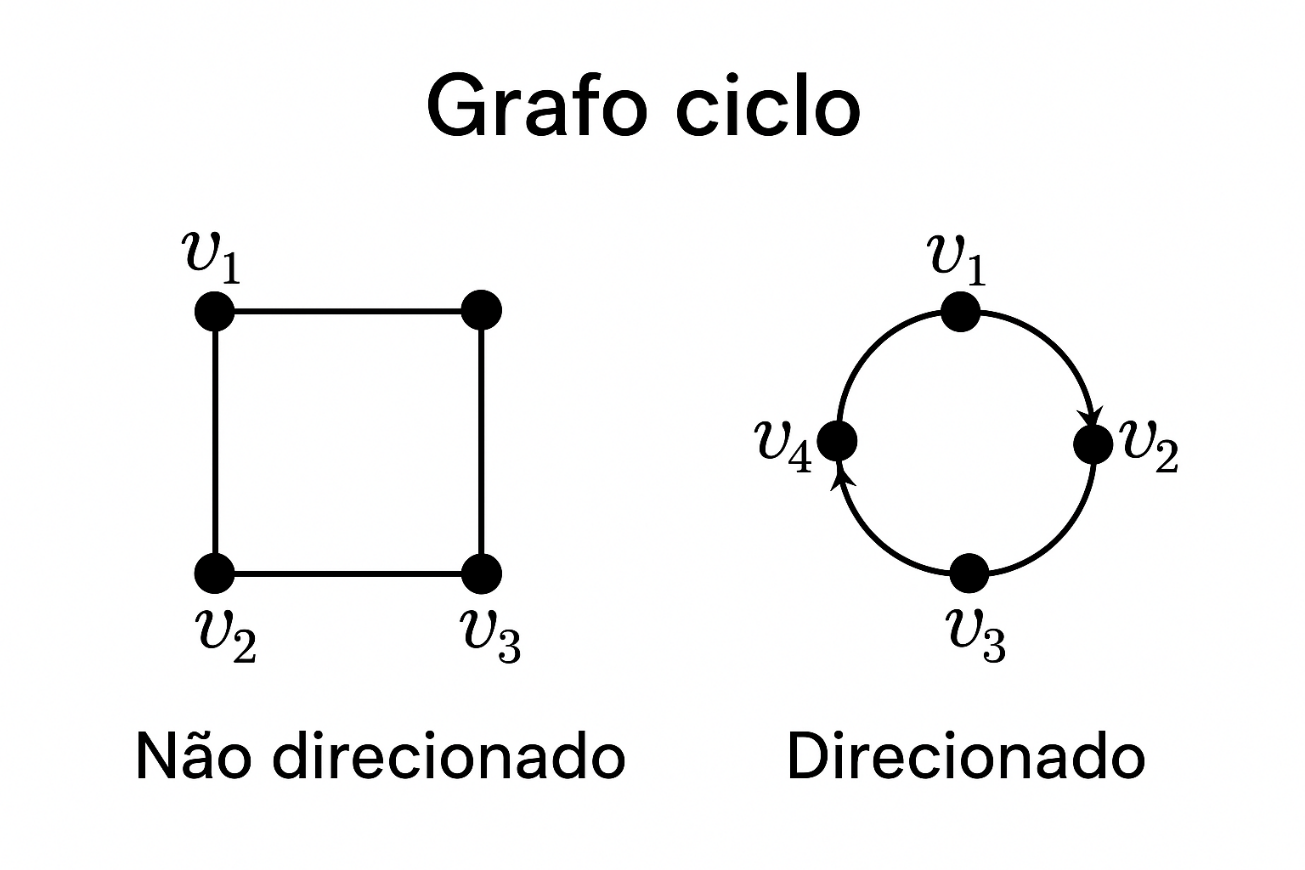 Grafo ciclo
v₁
v₂ v₃
Não direcionado
v₁
v₄ v₂
v₃
Direcionado